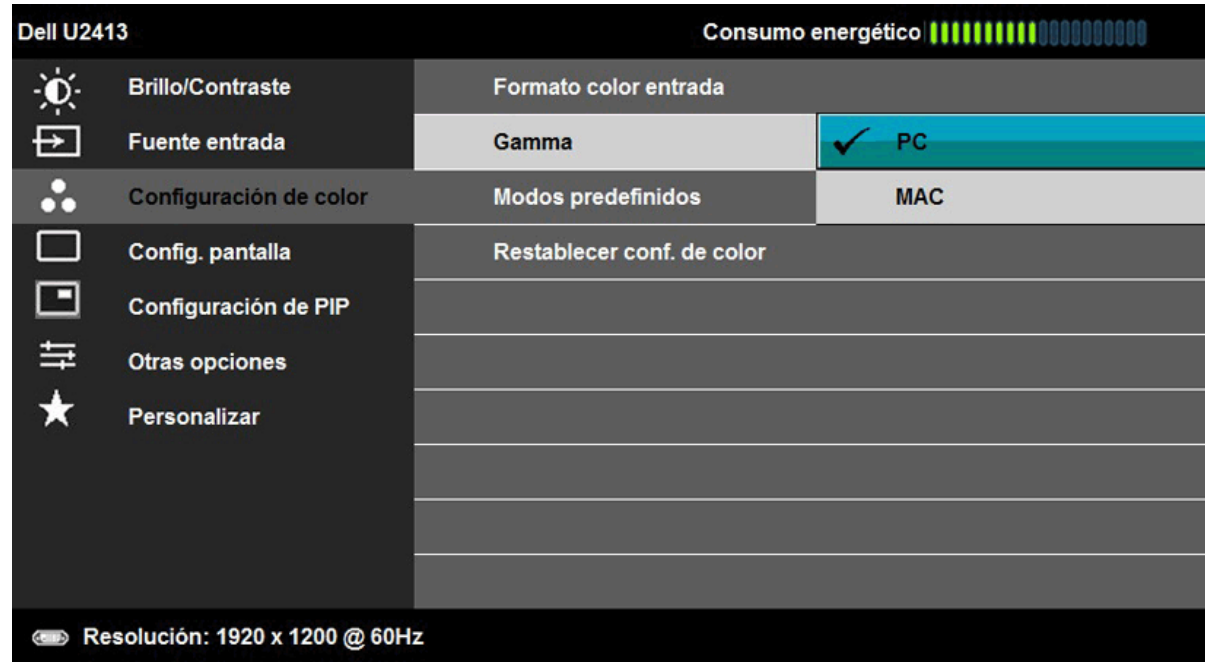 Dell U2413 Consumo energético
Brillo/Contraste Formato color entrada
Fuente entrada Gamma PC
Configuración de color Modos predefinidos MAC
Config. pantalla Restablecer conf. de color
Configuración de PIP
Otras opciones
Personalizar
Resolución: 1920 x 1200 @ 60Hz